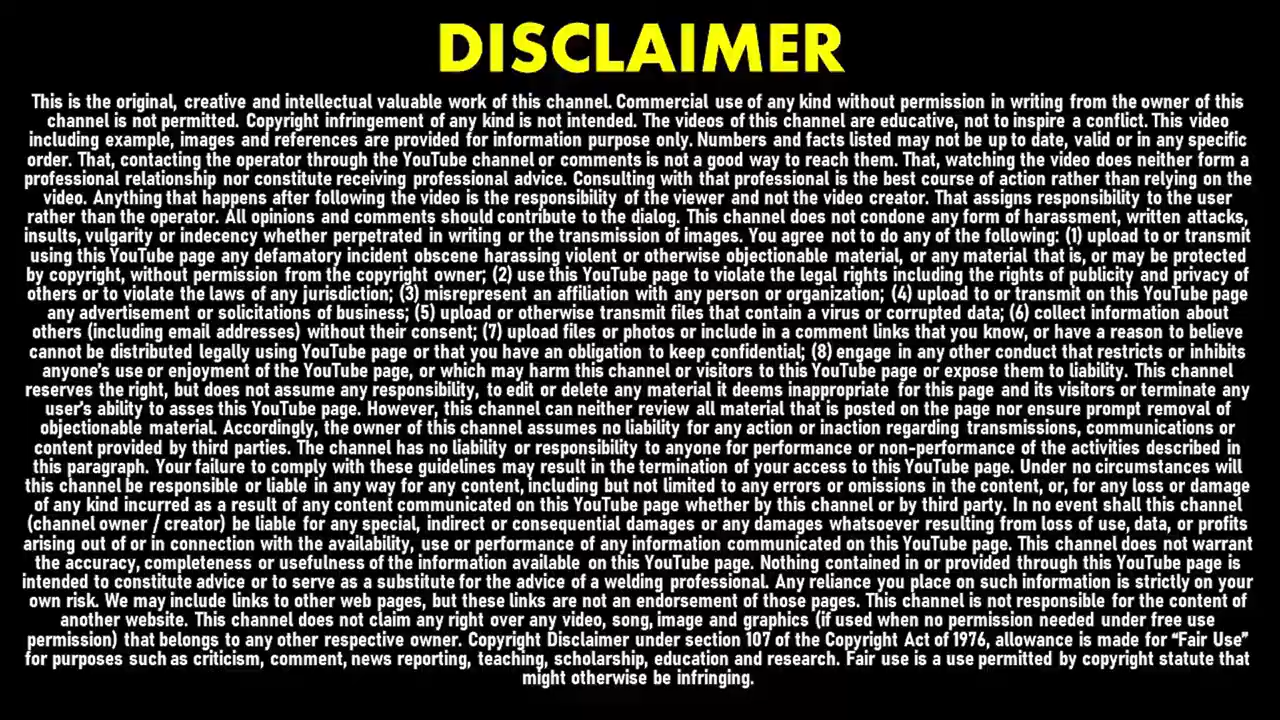 DISCLAIMER
This is the original, creative and intellectual valuable work of this channel. Commercial use of any kind without permission in writing from the owner of this
channel is not permitted. Copyright infringement of any kind is not intended. The videos of this channel are educative, not to inspire a conflict. This video
including example, images and references are provided for information purpose only. Numbers and facts listed may not be up to date, valid or in any specific
order. That, contacting the operator through the YouTube channel or comments is not a good way to reach them. That, watching the video does neither form a
professional relationship nor constitute receiving professional advice. Consulting with that professional is the best course of action rather than relying on the
video. Anything that happens after following the video is the responsibility of the viewer and not the video creator. That assigns responsibility to the user
rather than the operator. All opinions and comments should contribute to the dialog. This channel does not condone any form of harassment, written attacks,
insults, vulgarity or indecency whether perpetrated in writing or the transmission of images. You agree not to do any of the following: (1) upload to or transmit
using this YouTube page any defamatory incident obscene harassing violent or otherwise objectionable material, or any material that is, or may be protected
by copyright, without permission from the copyright owner; (2) use this YouTube page to violate the legal rights including the rights of publicity and privacy of
others or to violate the laws of any jurisdiction; (3) misrepresent an affiliation with any person or organization; (4) upload to or transmit on this YouTube page
any advertisement or solicitations of business; (5) upload or otherwise transmit files that contain a virus or corrupted data; (6) collect information about
others (including email addresses) without their consent; (7) upload files or photos or include in a comment links that you know, or have a reason to believe
cannot be distributed legally using YouTube page or that you have an obligation to keep confidential; (8) engage in any other conduct that restricts or inhibits
anyone's use or enjoyment of the YouTube page, or which may harm this channel or visitors to this YouTube page or expose them to liability. This channel
reserves the right, but does not assume any responsibility, to edit or delete any material it deems inappropriate for this page and its visitors or terminate any
user's ability to asses this YouTube page. However, this channel can neither review all material that is posted on the page nor ensure prompt removal of
objectionable material. Accordingly, the owner of this channel assumes no liability for any action or inaction regarding transmissions, communications or
content provided by third parties. The channel has no liability or responsibility to anyone for performance or non-performance of the activities described in
this paragraph. Your failure to comply with these guidelines may result in the termination of your access to this YouTube page. Under no circumstances will
this channel be responsible or liable in any way for any content, including but not limited to any errors or omissions in the content, or, for any loss or damage
of any kind incurred as a result of any content communicated on this YouTube page whether by this channel or by third party. In no event shall this channel
(channel owner / creator) be liable for any special, indirect or consequential damages or any damages whatsoever resulting from loss of use, data, or profits
arising out of or in connection with the availability, use or performance of any information communicated on this YouTube page. This channel does not warrant
the accuracy, completeness or usefulness of the information available on this YouTube page. Nothing contained in or provided through this YouTube page is
intended to constitute advice or to serve as a substitute for the advice of a welding professional. Any reliance you place on such information is strictly on your
own risk. We may include links to other web pages, but these links are not an endorsement of those pages. This channel is not responsible for the content of
another website. This channel does not claim any right over any video, song, image and graphics (if used when no permission needed under free use
permission) that belongs to any other respective owner. Copyright Disclaimer under section 107 of the Copyright Act of 1976, allowance is made for “Fair Use”
for purposes such as criticism, comment, news reporting, teaching, scholarship, education and research. Fair use is a use permitted by copyright statute that
might otherwise be infringing.